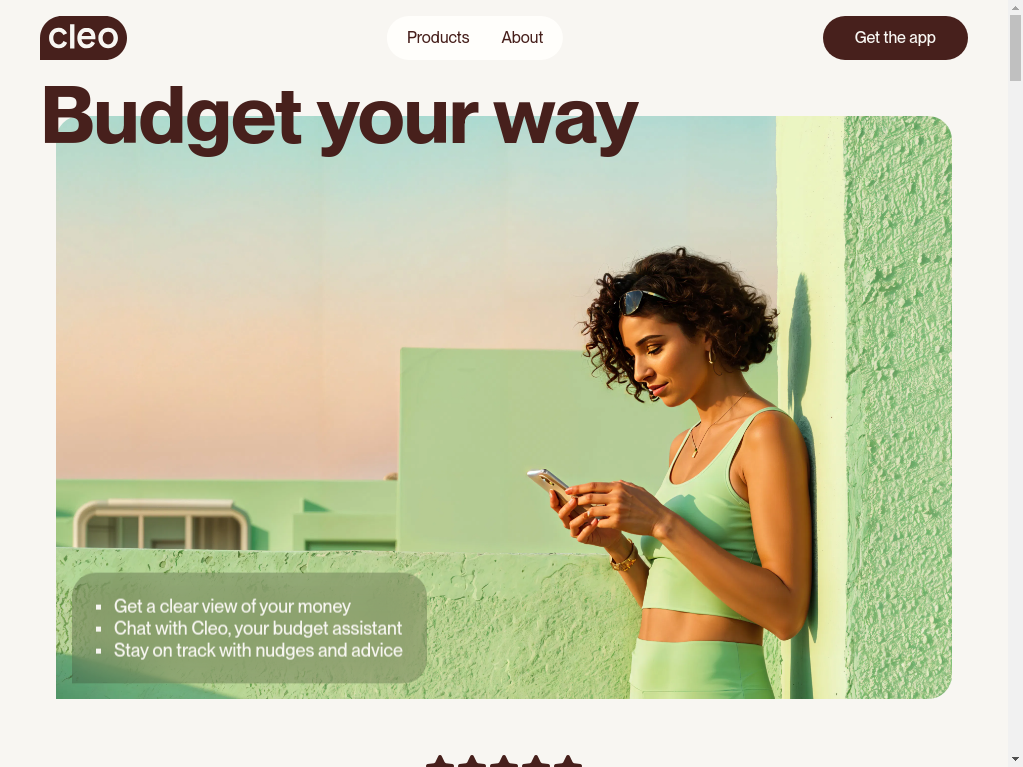 cleo
Products
About
Get the app
Budget your way
Get a clear view of your money
Chat with Cleo, your budget assistant
Stay on track with nudges and advice